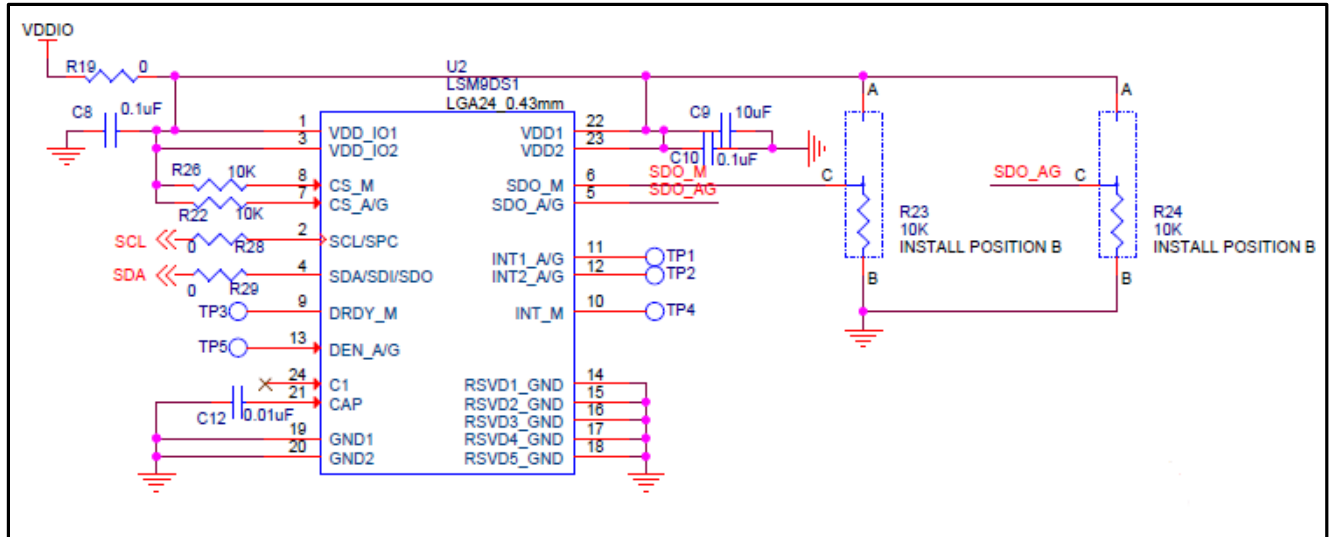 VDDIO
R19 0
U2
LSM9DS1
LGA24_0.43mm
C8 0.1uF
C9 10uF
C10 0.1uF
1 VDD_IO1
3 VDD_IO2
R26 10K
8 CS_M
7 CS_A/G
R22 10K
SCL 0 R28 2 SCL/SPC
SDA 0 R29 4 SDA/SDI/SDO
TP3 9 DRDY_M
TP5 13 DEN_A/G
24 C1
21 CAP
C12 0.01uF
19 GND1
20 GND2
VDD1 22
VDD2 23
SDO_M
SDO_M 6
SDO_AG
SDO_A/G 5
INT1_A/G 11 TP1
INT2_A/G 12 TP2
INT_M 10 TP4
RSVD1_GND 14
RSVD2_GND 15
RSVD3_GND 16
RSVD4_GND 17
RSVD5_GND 18
A
C
R23
10K
INSTALL POSITION B
B
A
SDO_AG C
R24
10K
INSTALL POSITION B
B